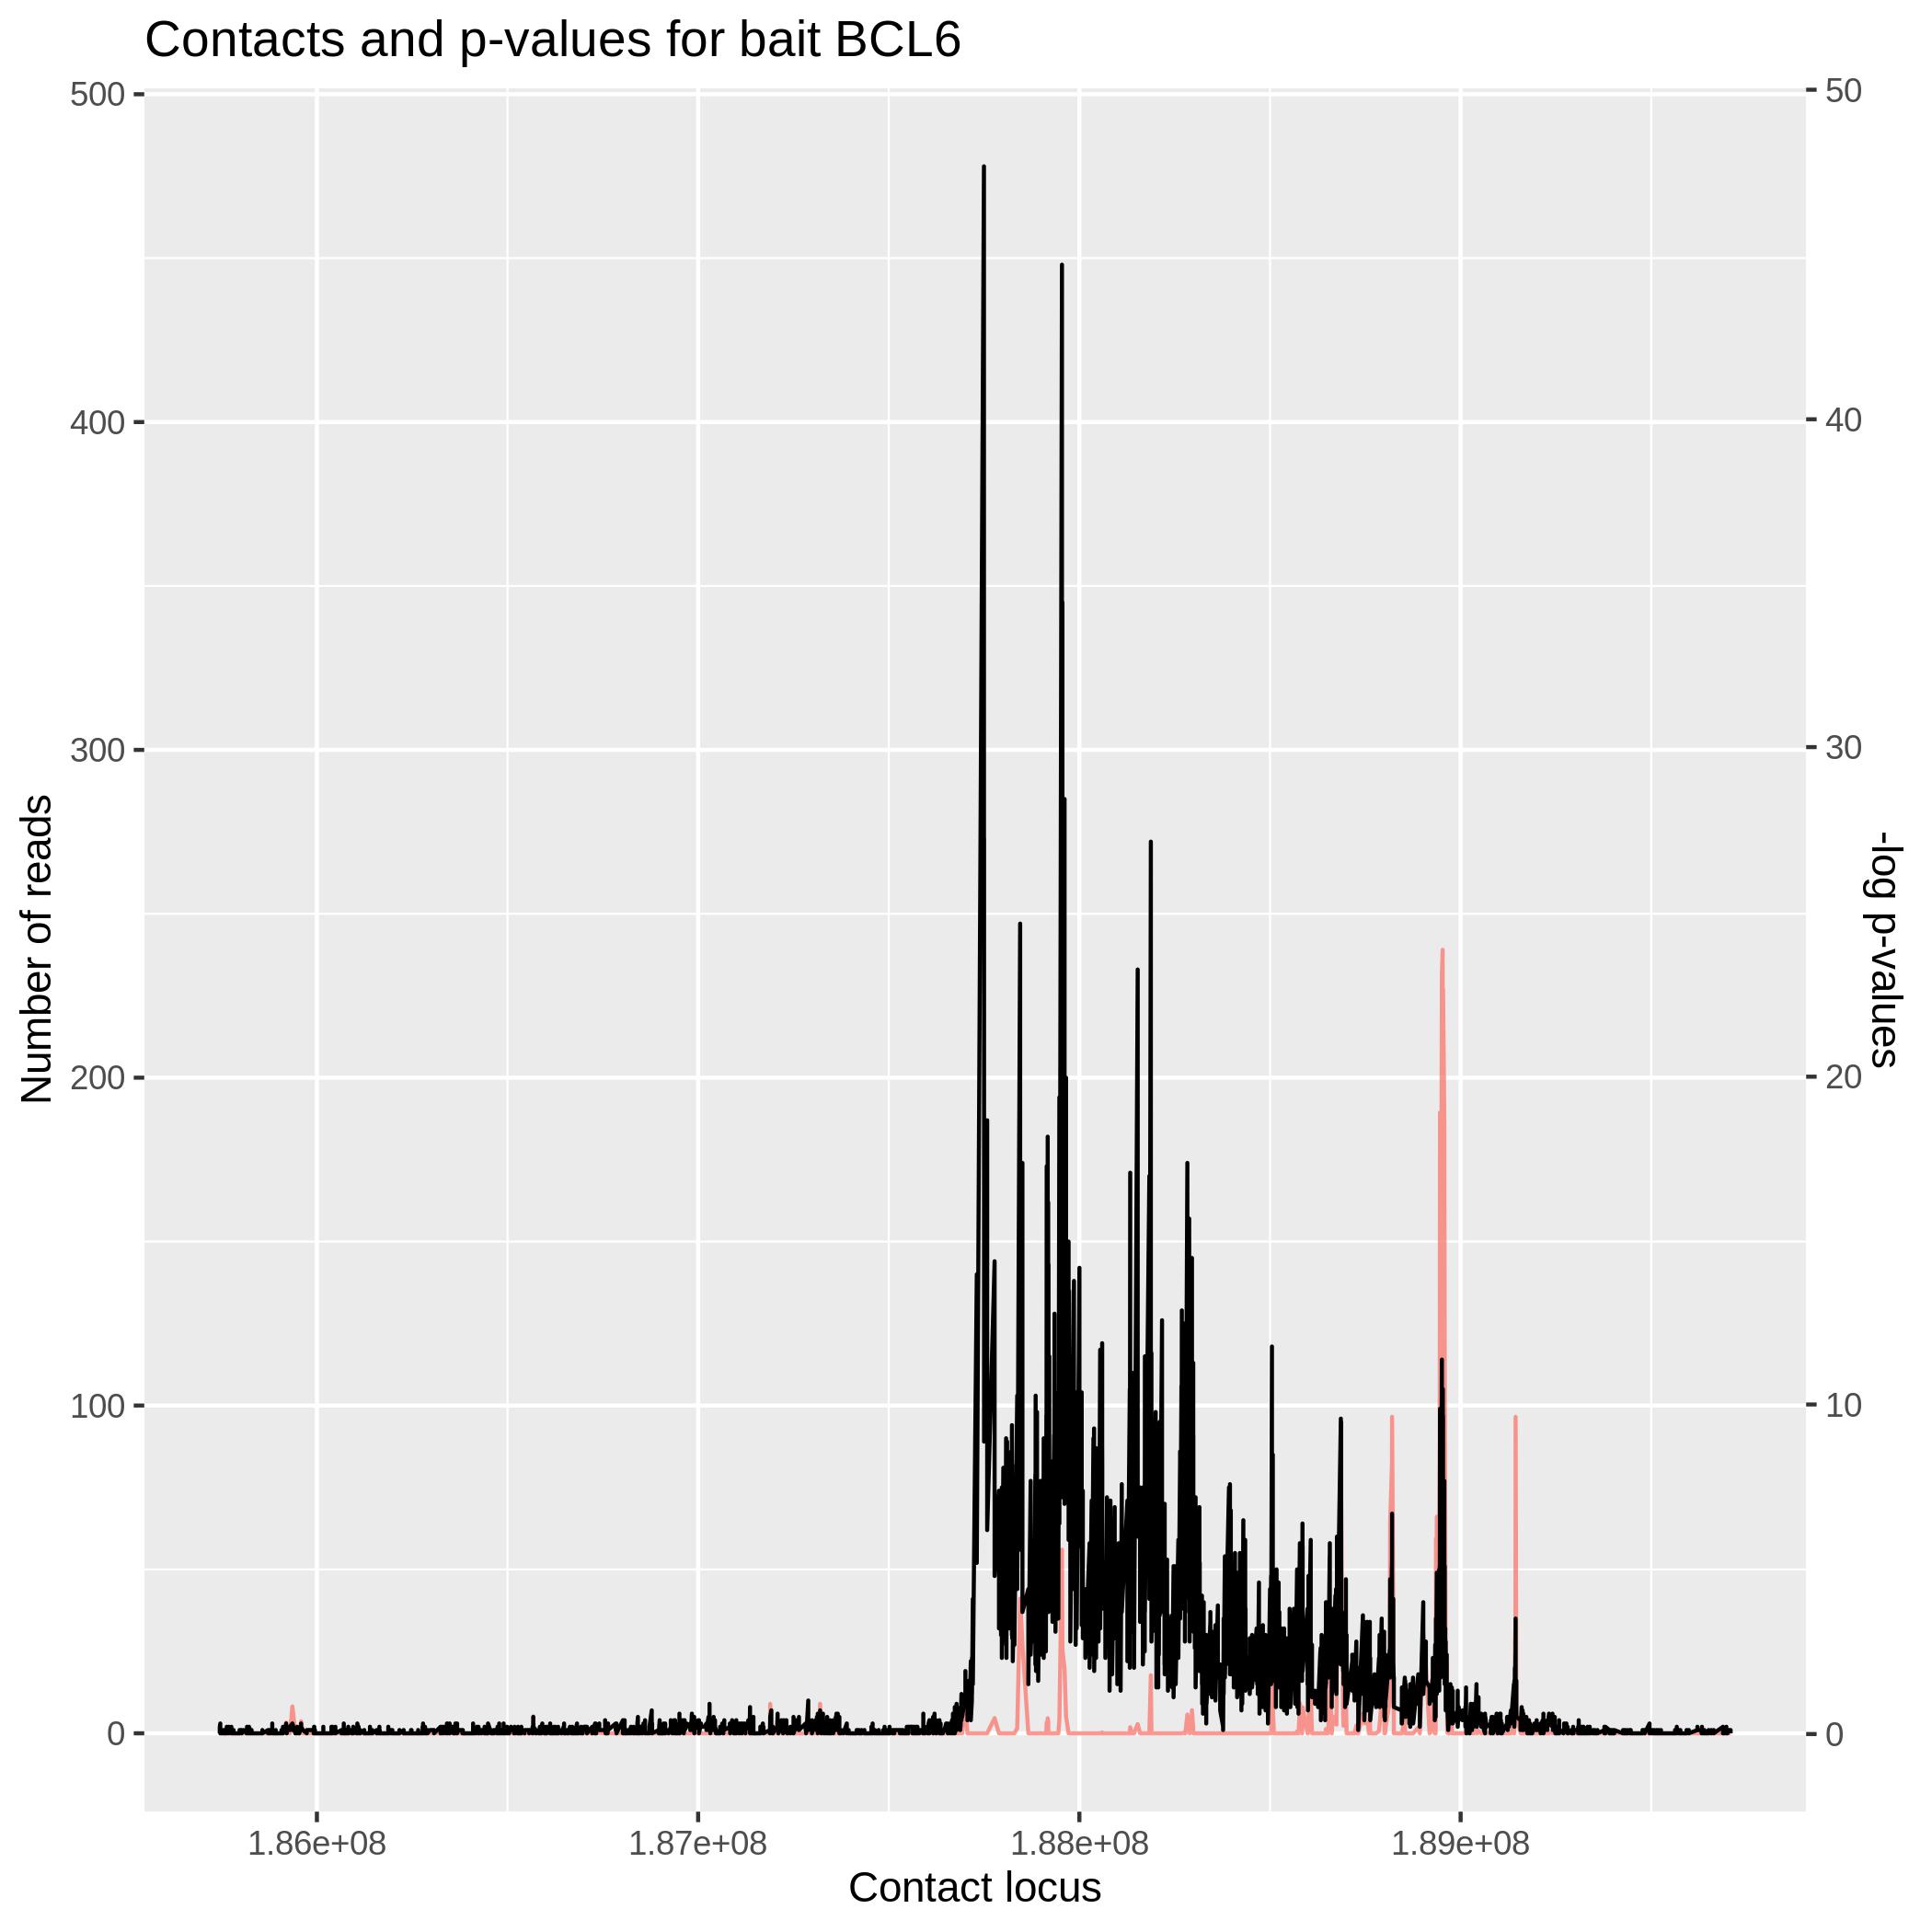 Contacts and p-values for bait BCL6
500
400
300
200
100
0
Number of reads
50
40
30
20
10
0
-log p-values
1.86e+08
1.87e+08
1.88e+08
1.89e+08
Contact locus